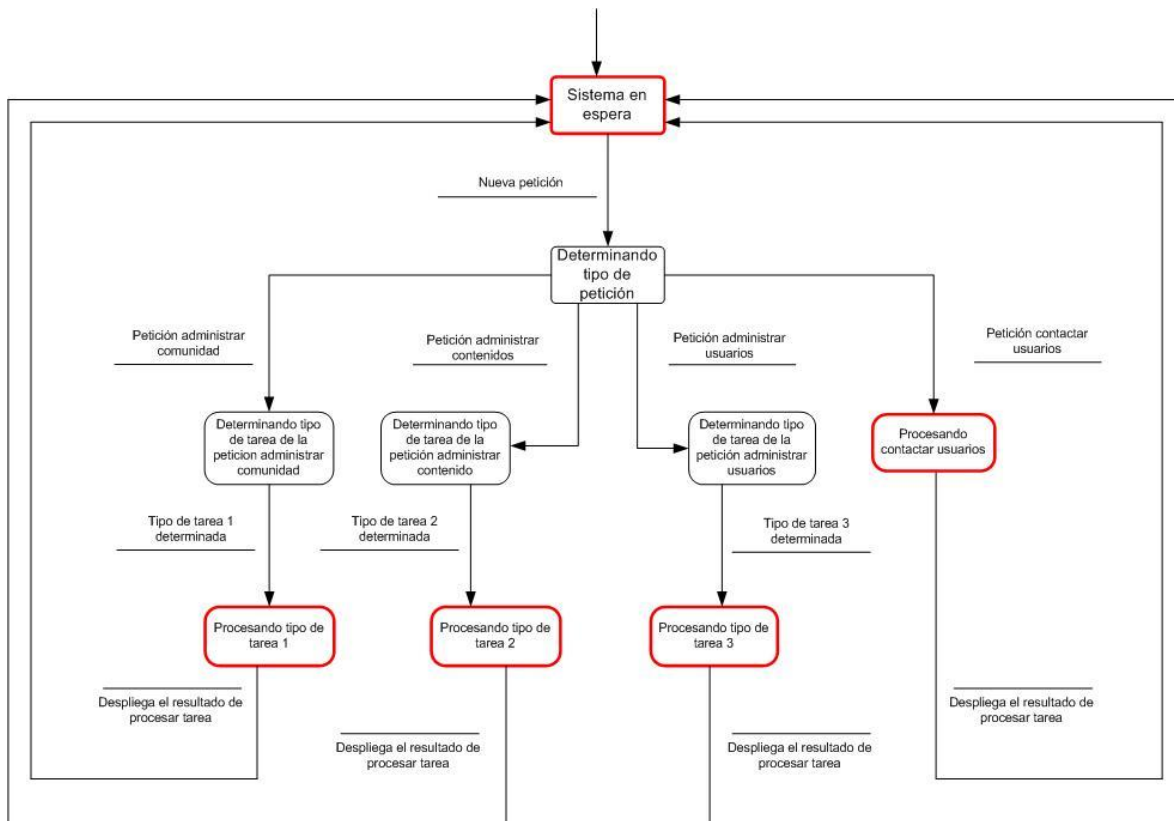 Sistema en
espera
Nueva petición
Determinando
tipo de
petición
Petición administrar
comunidad
Petición administrar
contenidos
Petición administrar
usuarios
Petición contactar
usuarios
Determinando tipo
de tarea de la
peticion administrar
comunidad
Determinando tipo
de tarea de la
petición administrar
contenido
Determinando tipo
de tarea de la
petición administrar
usuarios
Procesando
contactar usuarios
Tipo de tarea 1
determinada
Tipo de tarea 2
determinada
Tipo de tarea 3
determinada
Procesando tipo de
tarea 1
Procesando tipo de
tarea 2
Procesando tipo de
tarea 3
Despliega el resultado de
procesar tarea
Despliega el resultado de
procesar tarea
Despliega el resultado de
procesar tarea
Despliega el resultado de
procesar tarea